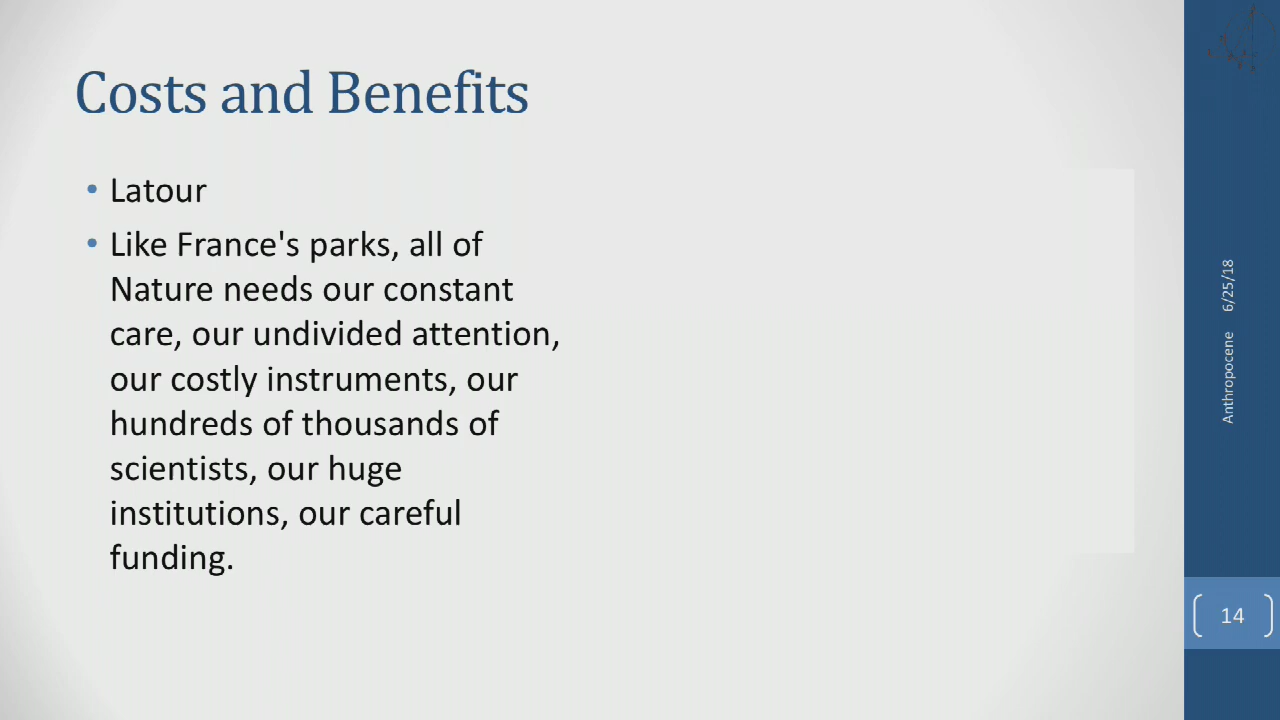 Costs and Benefits
• Latour
• Like France's parks, all of
Nature needs our constant
care, our undivided attention,
our costly instruments, our
hundreds of thousands of
scientists, our huge
institutions, our careful
funding.
Anthropocene 6/25/18
14